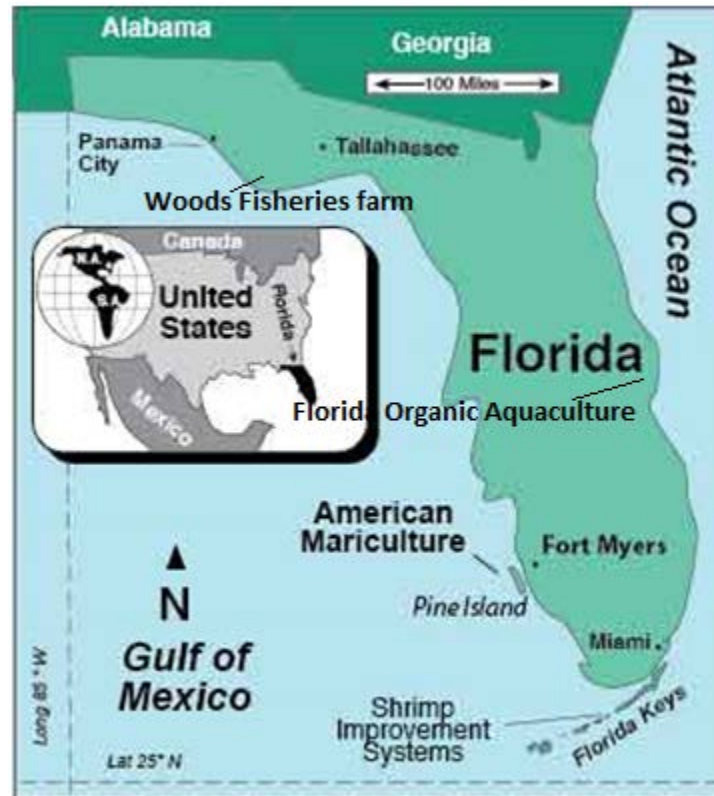 Alabama
Georgia
100 Miles
Atlantic Ocean
Panama
City
Tallahassee
Woods Fisheries farm
Canada
N.A.
S.A.
United
States
Florida
Mexico
Florida
Florida Organic Aquaculture
American
Mariculture
Fort Myers
Pine Island
N
Gulf of
Mexico
Miami
Shrimp
Improvement
Systems
Florida Keys
Long 85° W
Lat 25° N